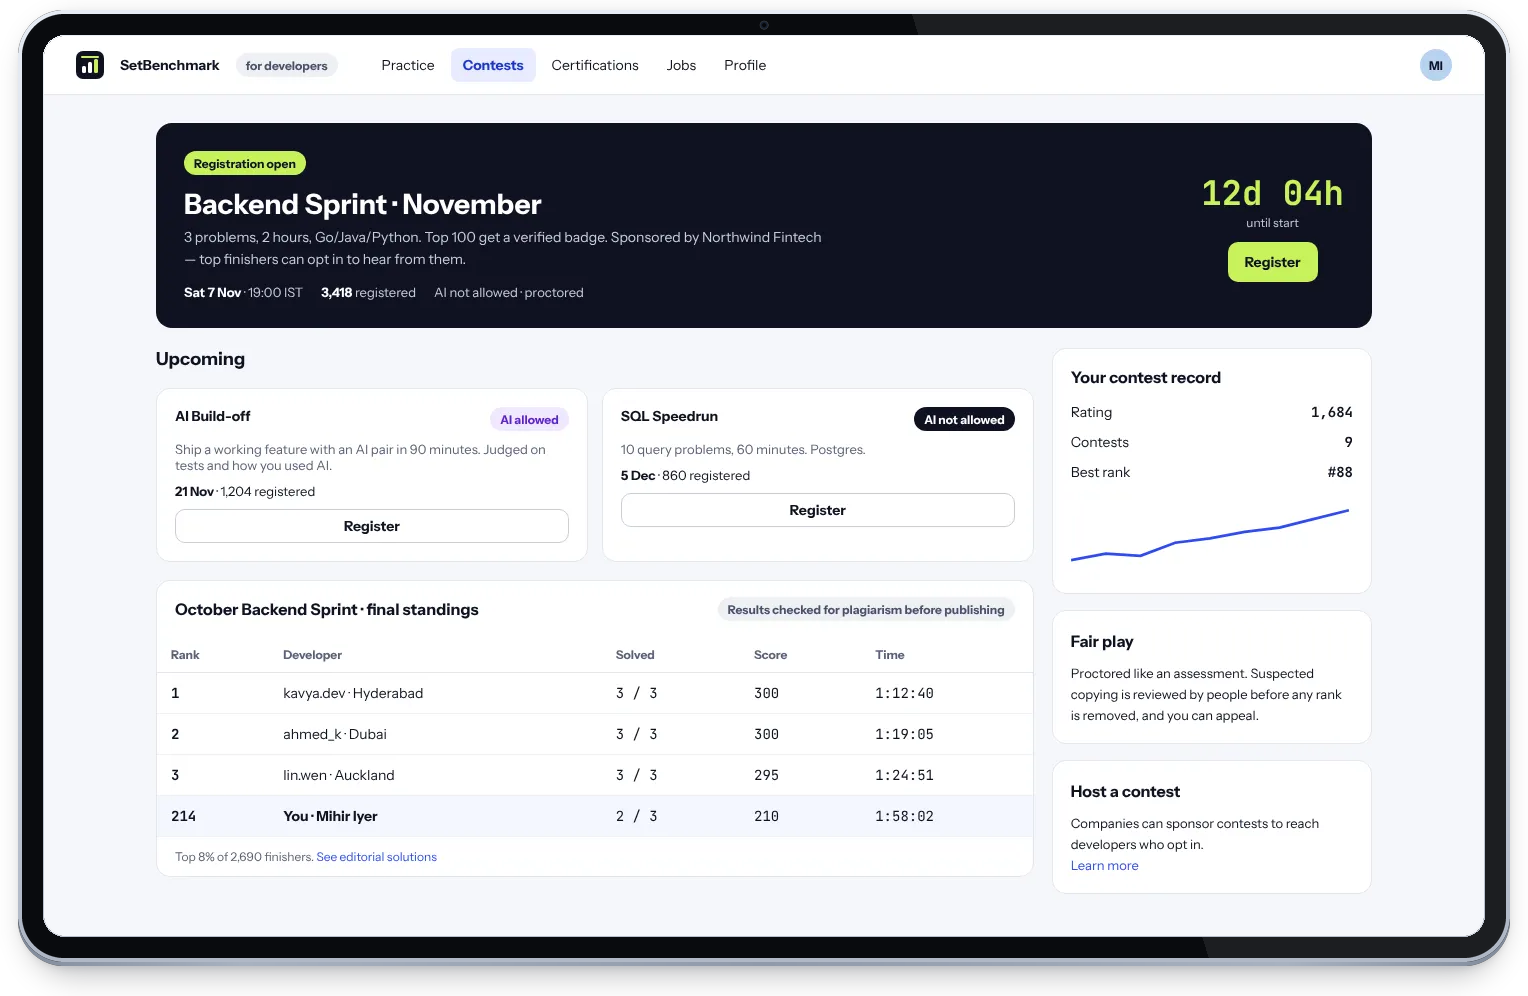 SetBenchmark for developers Practice Contests Certifications Jobs Profile MI
Registration open
Backend Sprint · November
3 problems, 2 hours, Go/Java/Python. Top 100 get a verified badge. Sponsored by Northwind Fintech
— top finishers can opt in to hear from them.
Sat 7 Nov · 19:00 IST 3,418 registered AI not allowed · proctored
12d 04h
until start
Register
Upcoming
AI Build-off AI allowed
Ship a working feature with an AI pair in 90 minutes. Judged on
tests and how you used AI.
21 Nov · 1,204 registered
Register
SQL Speedrun AI not allowed
10 query problems, 60 minutes. Postgres.
5 Dec · 860 registered
Register
October Backend Sprint · final standings Results checked for plagiarism before publishing
Rank Developer Solved Score Time
1 kavya.dev · Hyderabad 3 / 3 300 1:12:40
2 ahmed_k · Dubai 3 / 3 300 1:19:05
3 lin.wen · Auckland 3 / 3 295 1:24:51
214 You · Mihir Iyer 2 / 3 210 1:58:02
Top 8% of 2,690 finishers. See editorial solutions
Your contest record
Rating 1,684
Contests 9
Best rank #88
Fair play
Proctored like an assessment. Suspected
copying is reviewed by people before any rank
is removed, and you can appeal.
Host a contest
Companies can sponsor contests to reach
developers who opt in.
Learn more